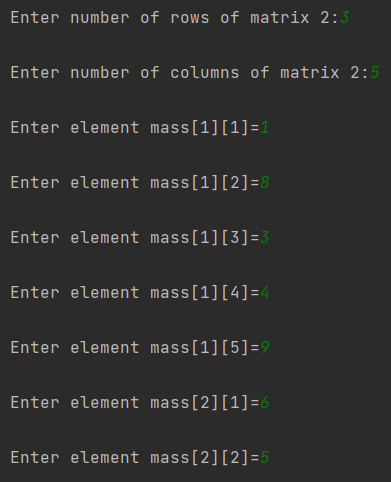 Enter number of rows of matrix 2:3
Enter number of columns of matrix 2:5
Enter element mass[1][1]=1
Enter element mass[1][2]=8
Enter element mass[1][3]=3
Enter element mass[1][4]=4
Enter element mass[1][5]=9
Enter element mass[2][1]=6
Enter element mass[2][2]=5